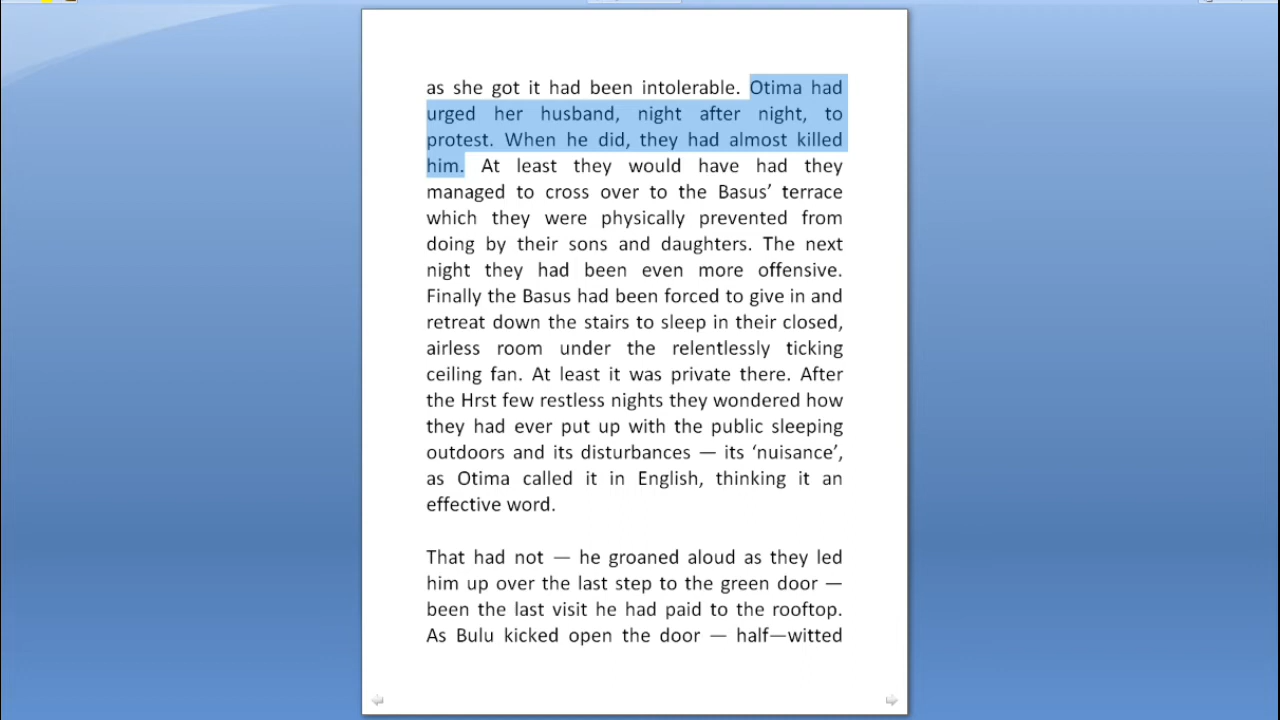 as she got it had been intolerable. Otima had
urged her husband, night after night, to
protest. When he did, they had almost killed
him. At least they would have had they
managed to cross over to the Basus’ terrace
which they were physically prevented from
doing by their sons and daughters. The next
night they had been even more offensive.
Finally the Basus had been forced to give in and
retreat down the stairs to sleep in their closed,
airless room under the relentlessly ticking
ceiling fan. At least it was private there. After
the Hrst few restless nights they wondered how
they had ever put up with the public sleeping
outdoors and its disturbances — its ‘nuisance’,
as Otima called it in English, thinking it an
effective word.
That had not — he groaned aloud as they led
him up over the last step to the green door —
been the last visit he had paid to the rooftop.
As Bulu kicked open the door — half—witted